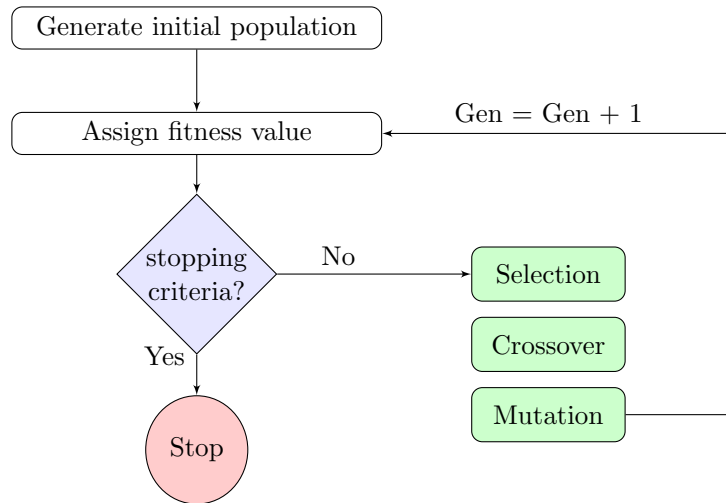 Generate initial population
Assign fitness value
Gen = Gen + 1
stopping
criteria?
No
Selection
Crossover
Yes
Mutation
Stop